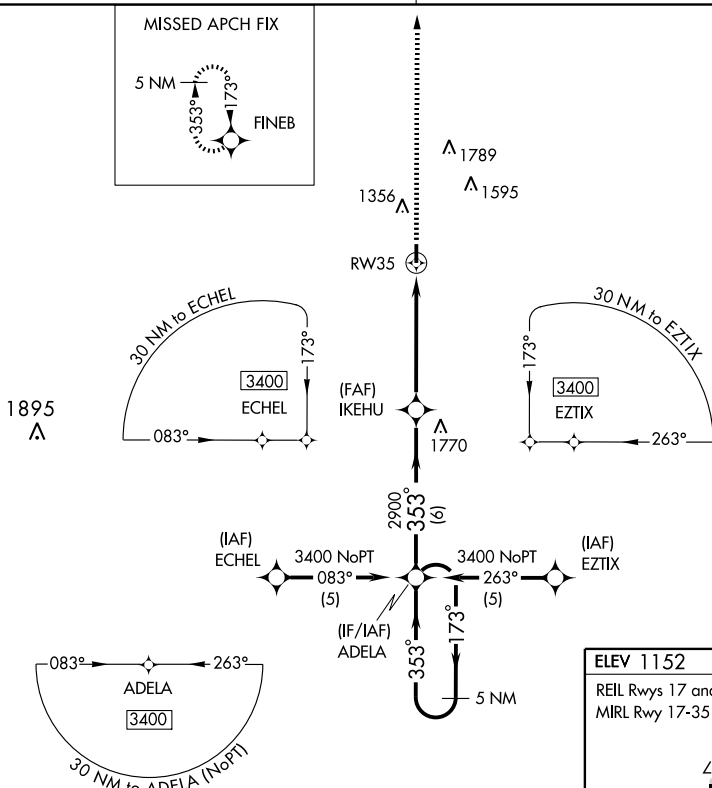 MISSED APCH FIX
5 NM
353°
173°
FINEB
1789
1595
1356
RW35
30 NM to ECHEL
173°
3400
ECHEL
083°
1895
30 NM to EZTIX
173°
3400
EZTIX
263°
(FAF)
IKEHU
1770
2900
353°
(6)
(IAF)
ECHEL
3400 NoPT
083°
(5)
3400 NoPT
263°
(5)
(IAF)
EZTIX
(IF/IAF)
ADELA
353°
173°
5 NM
083°
263°
ADELA
3400
30 NM to ADELA (NoPT)
ELEV 1152
REIL Rwys 17 and
MIRL Rwy 17-35